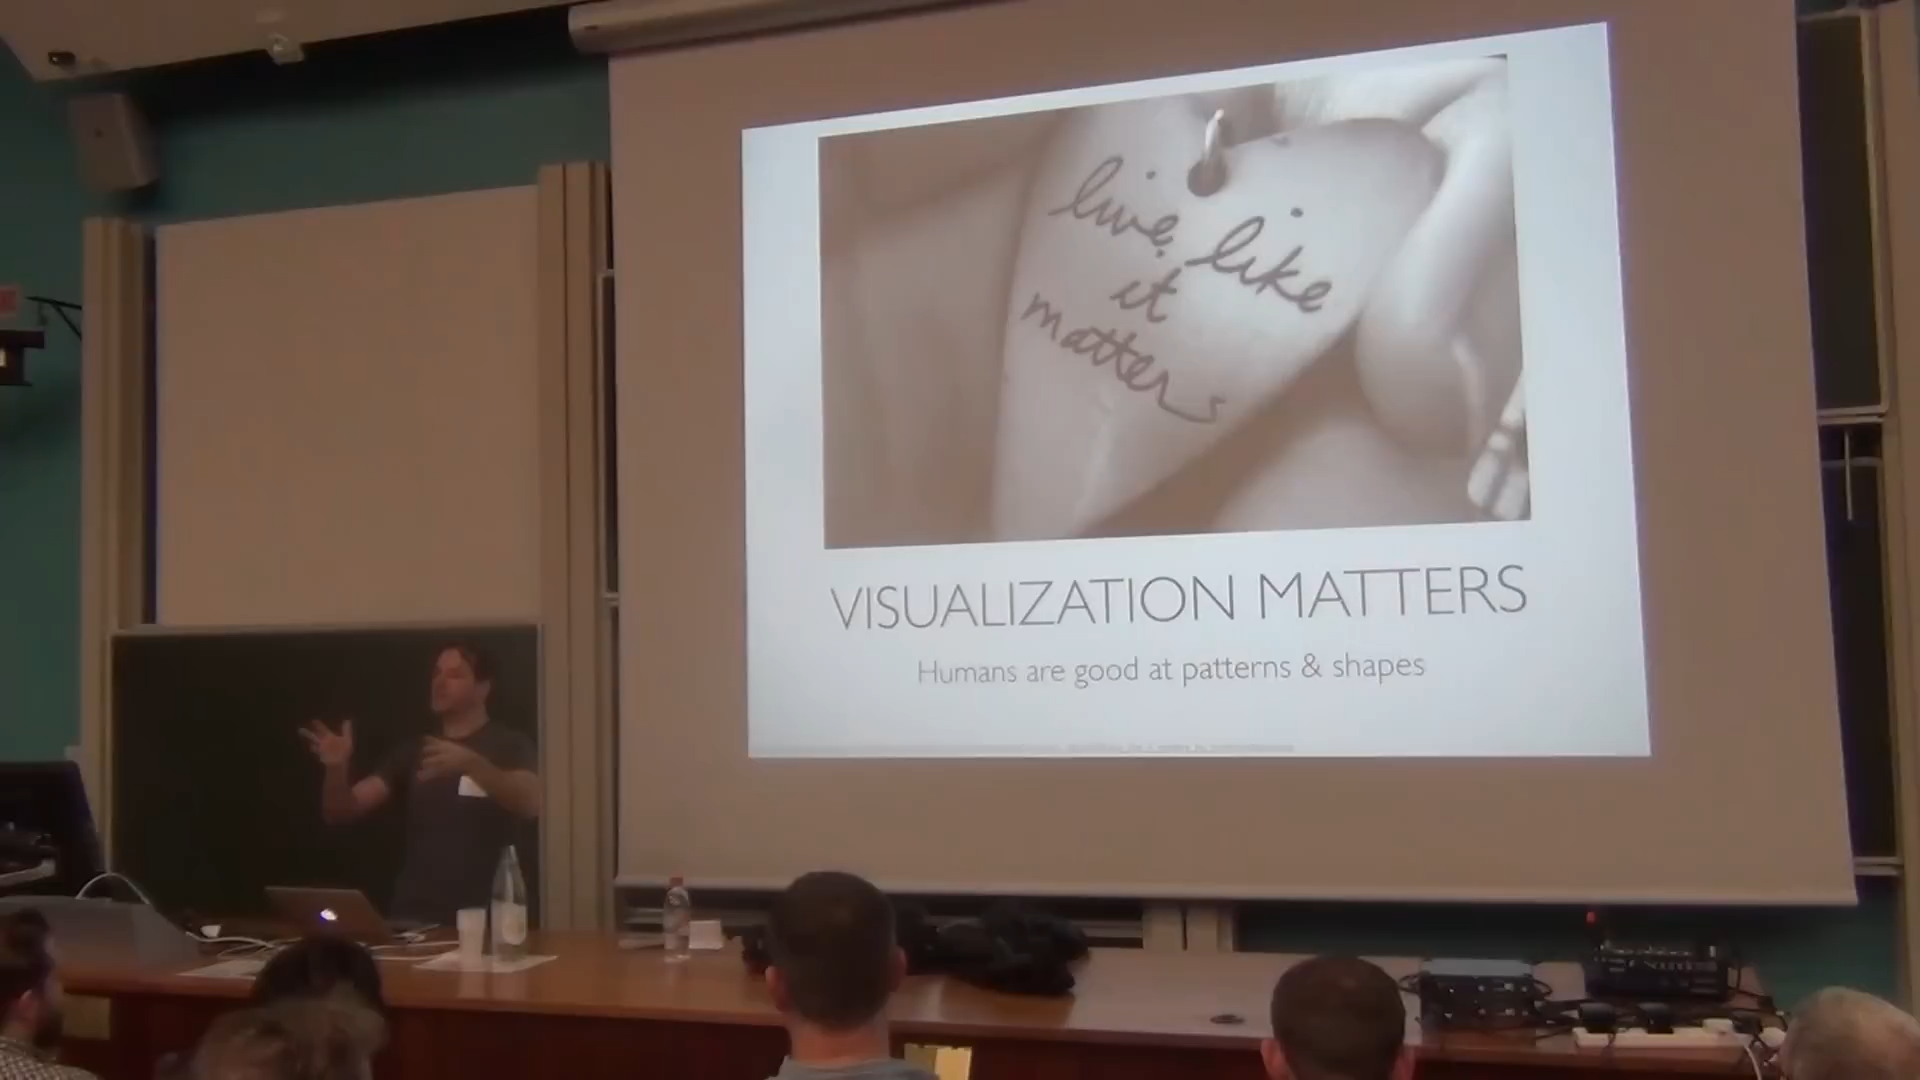 live like
it
matters
VISUALIZATION MATTERS
Humans are good at patterns & shapes